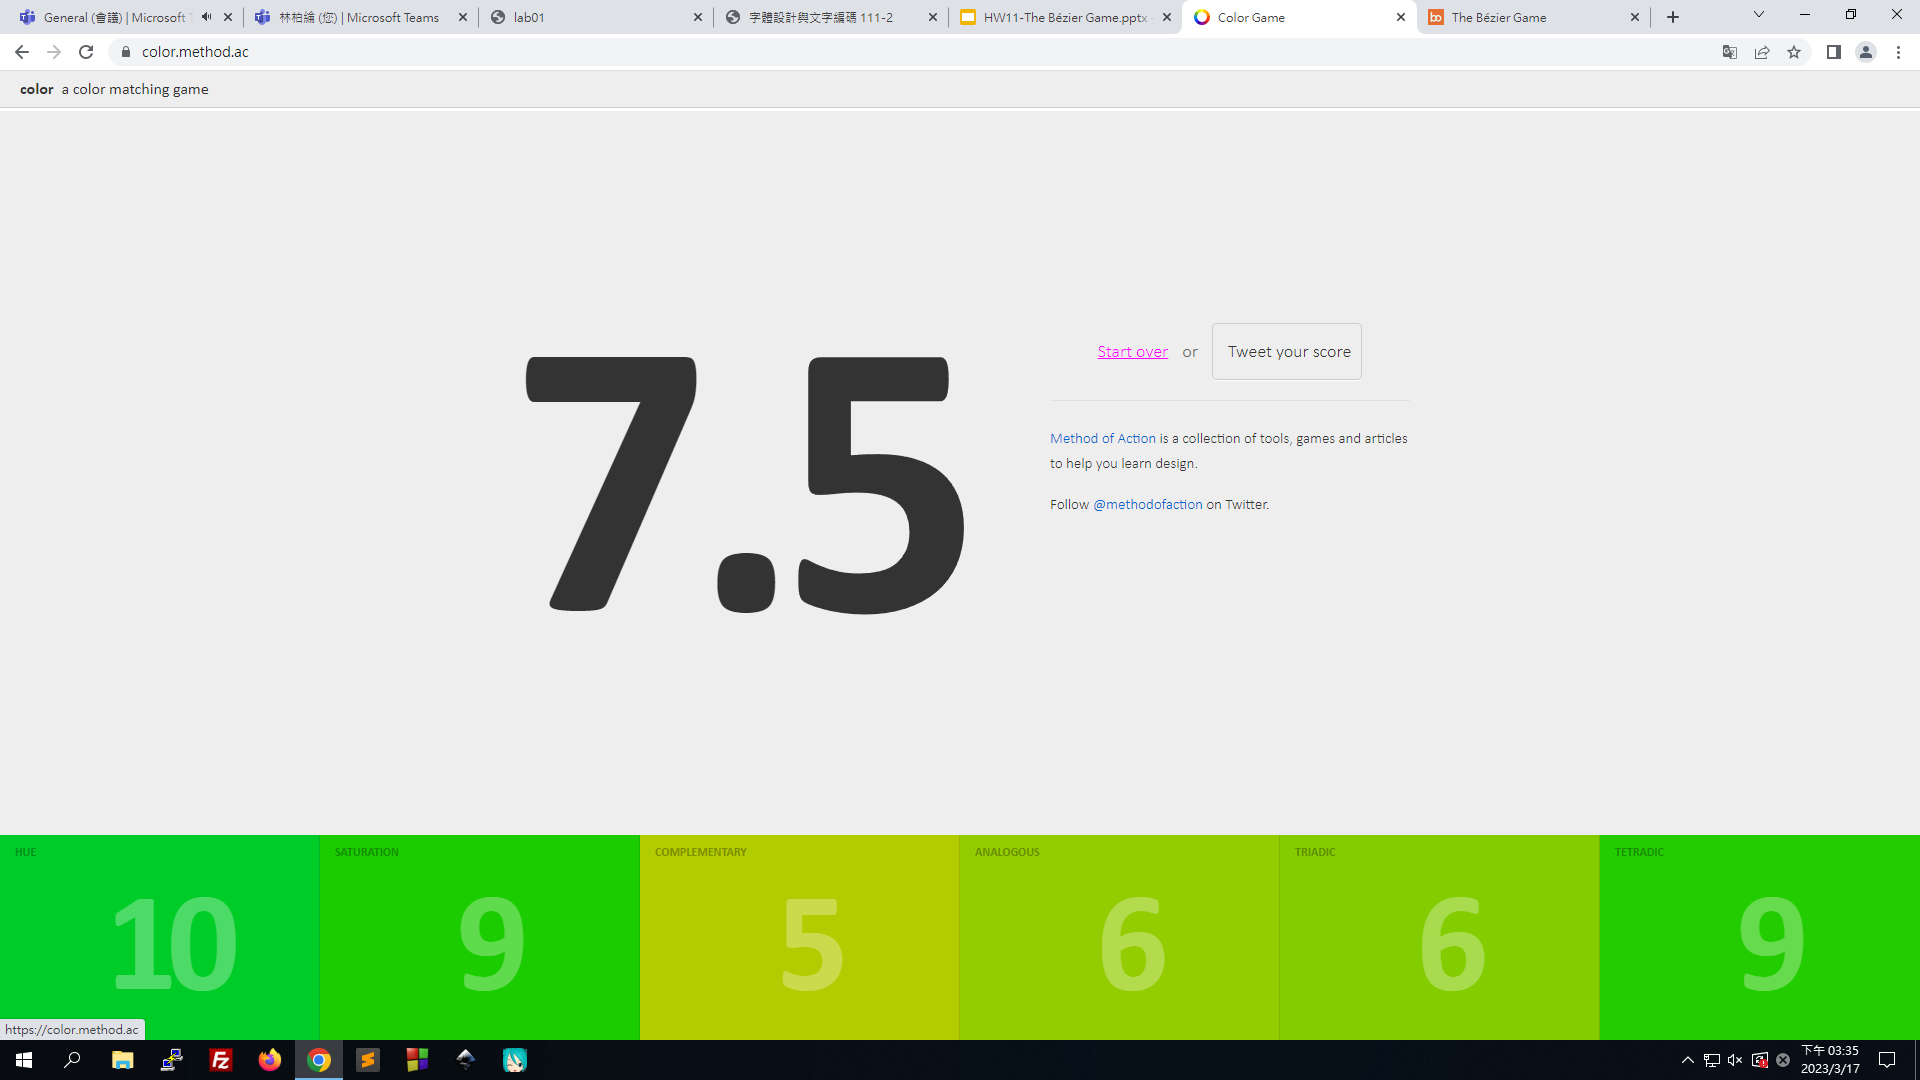 General (會議) | Microsoft T
林柏綸 (您) | Microsoft Teams
lab01
字體設計與文字編碼 111-2
HW11-The Bézier Game.pptx -
Color Game
The Bézier Game
color.method.ac
color a color matching game
7.5
Start over or Tweet your score
Method of Action is a collection of tools, games and articles
to help you learn design.
Follow @methodofaction on Twitter.
HUE
10
SATURATION
9
COMPLEMENTARY
5
ANALOGOUS
6
TRIADIC
6
TETRADIC
9
https://color.method.ac
下午 03:35
2023/3/17